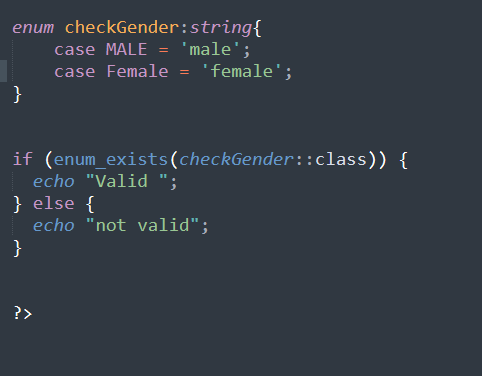 enum checkGender:string{
    case MALE = 'male';
    case Female = 'female';
}
if (enum_exists(checkGender::class)) {
  echo "Valid ";
} else {
  echo "not valid";
}
?>